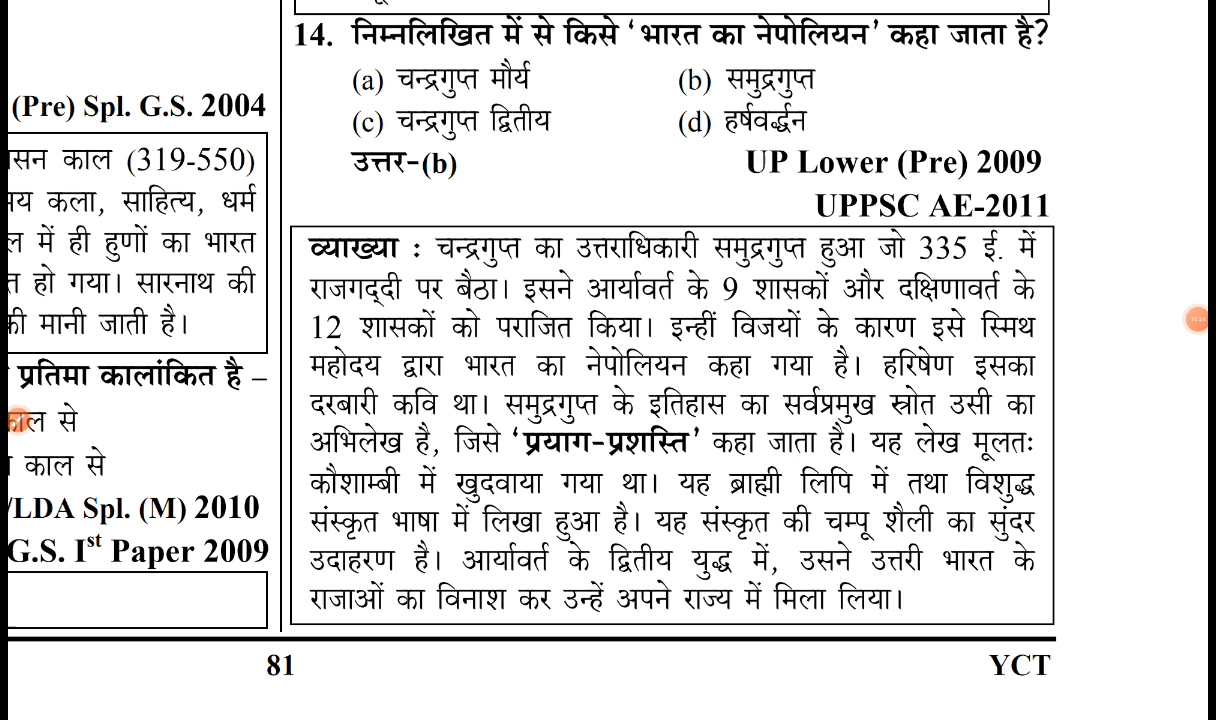 (Pre) Spl. G.S. 2004
सन काल (319-550)
कला, साहित्य, धर्म
में ही हुणों का भारत
हो गया। सारनाथ की
मानी जाती है।
प्रतिमा कालांकित है –
से
काल से
/LDA Spl. (M) 2010
G.S. Ist Paper 2009
14. निम्नलिखित में से किसे ‘भारत का नेपोलियन’ कहा जाता है?
(a) चन्द्रगुप्त मौर्य (b) समुद्रगुप्त
(c) चन्द्रगुप्त द्वितीय (d) हर्षवर्द्धन
उत्तर–(b) UP Lower (Pre) 2009
UPPSC AE-2011
व्याख्या : चन्द्रगुप्त का उत्तराधिकारी समुद्रगुप्त हुआ जो 335 ई. में
राजगद्दी पर बैठा। इसने आर्यावर्त के 9 शासकों और दक्षिणावर्त के
12 शासकों को पराजित किया। इन्हीं विजयों के कारण इसे स्मिथ
महोदय द्वारा भारत का नेपोलियन कहा गया है। हरिषेण इसका
दरबारी कवि था। समुद्रगुप्त के इतिहास का सर्वप्रमुख स्रोत उसी का
अभिलेख है, जिसे ‘प्रयाग-प्रशस्ति’ कहा जाता है। यह लेख मूलतः
कौशाम्बी में खुदवाया गया था। यह ब्राह्मी लिपि में तथा विशुद्ध
संस्कृत भाषा में लिखा हुआ है। यह संस्कृत की चम्पू शैली का सुंदर
उदाहरण है। आर्यावर्त के द्वितीय युद्ध में, उसने उत्तरी भारत के
राजाओं का विनाश कर उन्हें अपने राज्य में मिला लिया।
81 YCT